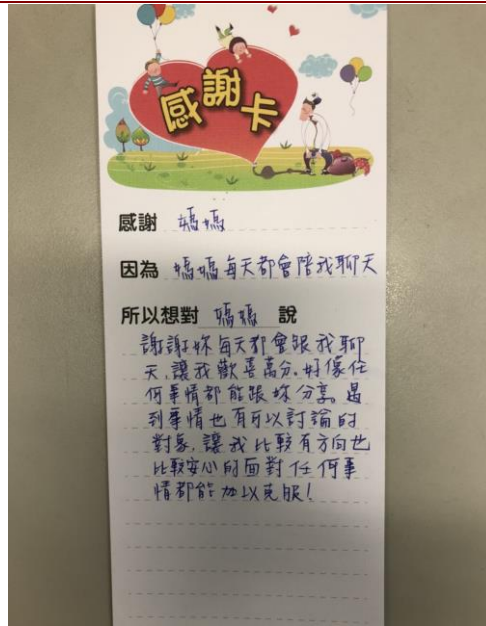 感謝卡
感謝 媽媽
因為 媽媽每天都會陪我聊天
所以想對 媽媽 說
謝謝妳每天都會跟我聊
天,讓我歡喜萬分。好像任
何事情都能跟妳分享。遇
到事情也有可以討論的
對象,讓我比較有方向也
比較安心的面對任何事
情都能加以克服!